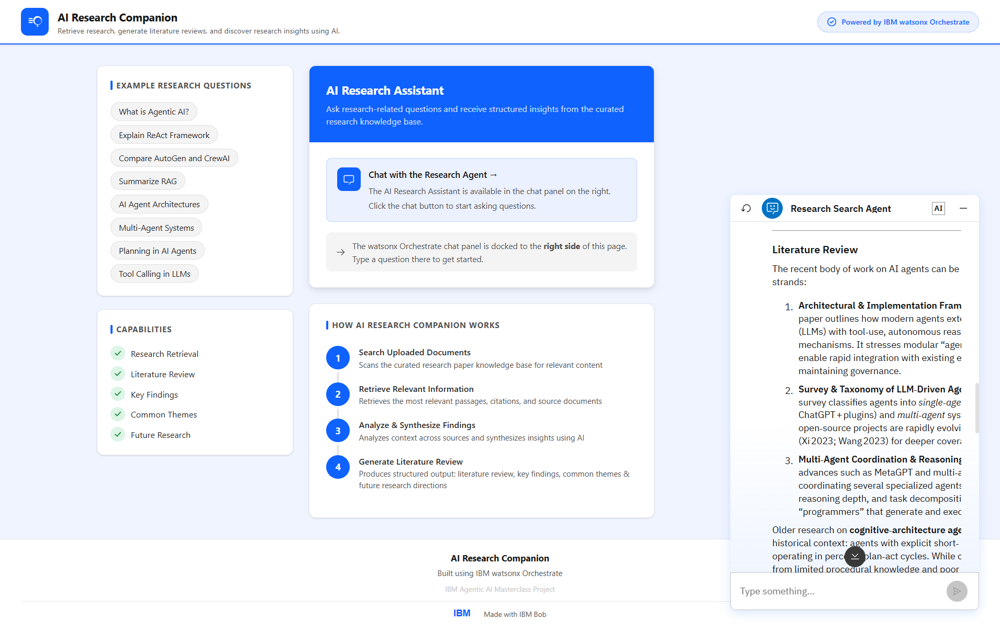 AI Research Companion
Retrieve research, generate literature reviews, and discover research insights using AI.
Powered by IBM watsonx Orchestrate
EXAMPLE RESEARCH QUESTIONS
What is Agentic AI?
Explain ReAct Framework
Compare AutoGen and CrewAI
Summarize RAG
AI Agent Architectures
Multi-Agent Systems
Planning in AI Agents
Tool Calling in LLMs
CAPABILITIES
Research Retrieval
Literature Review
Key Findings
Common Themes
Future Research
AI Research Assistant
Ask research-related questions and receive structured insights from the curated
research knowledge base.
Chat with the Research Agent →
The AI Research Assistant is available in the chat panel on the right.
Click the chat button to start asking questions.
→ The watsonx Orchestrate chat panel is docked to the right side of this page.
Type a question there to get started.
HOW AI RESEARCH COMPANION WORKS
1 Search Uploaded Documents
Scans the curated research paper knowledge base for relevant content
2 Retrieve Relevant Information
Retrieves the most relevant passages, citations, and source documents
3 Analyze & Synthesize Findings
Analyzes context across sources and synthesizes insights using AI
4 Generate Literature Review
Produces structured output: literature review, key findings, common themes &
future research directions
Research Search Agent
AI
Literature Review
The recent body of work on AI agents can be
strands:
1. Architectural & Implementation Fram
paper outlines how modern agents exte
(LLMs) with tool-use, autonomous reas
mechanisms. It stresses modular “ager
enable rapid integration with existing e
maintaining governance.
2. Survey & Taxonomy of LLM-Driven Age
survey classifies agents into single-age
ChatGPT + plugins) and multi-agent sys
open-source projects are rapidly evolvi
(Xi 2023; Wang 2023) for deeper covera
3. Multi-Agent Coordination & Reasoning
advances such as MetaGPT and multi-a
coordinating several specialized agents
reasoning depth, and task decompositi
“programmers” that generate and exec
Older research on cognitive-architecture age
historical context: agents with explicit short-
operating in perc plan-act cycles. While c
from limited procedural knowledge and poor
Type something...
AI Research Companion
Built using IBM watsonx Orchestrate
IBM Agentic AI Masterclass Project
IBM Made with IBM Bob